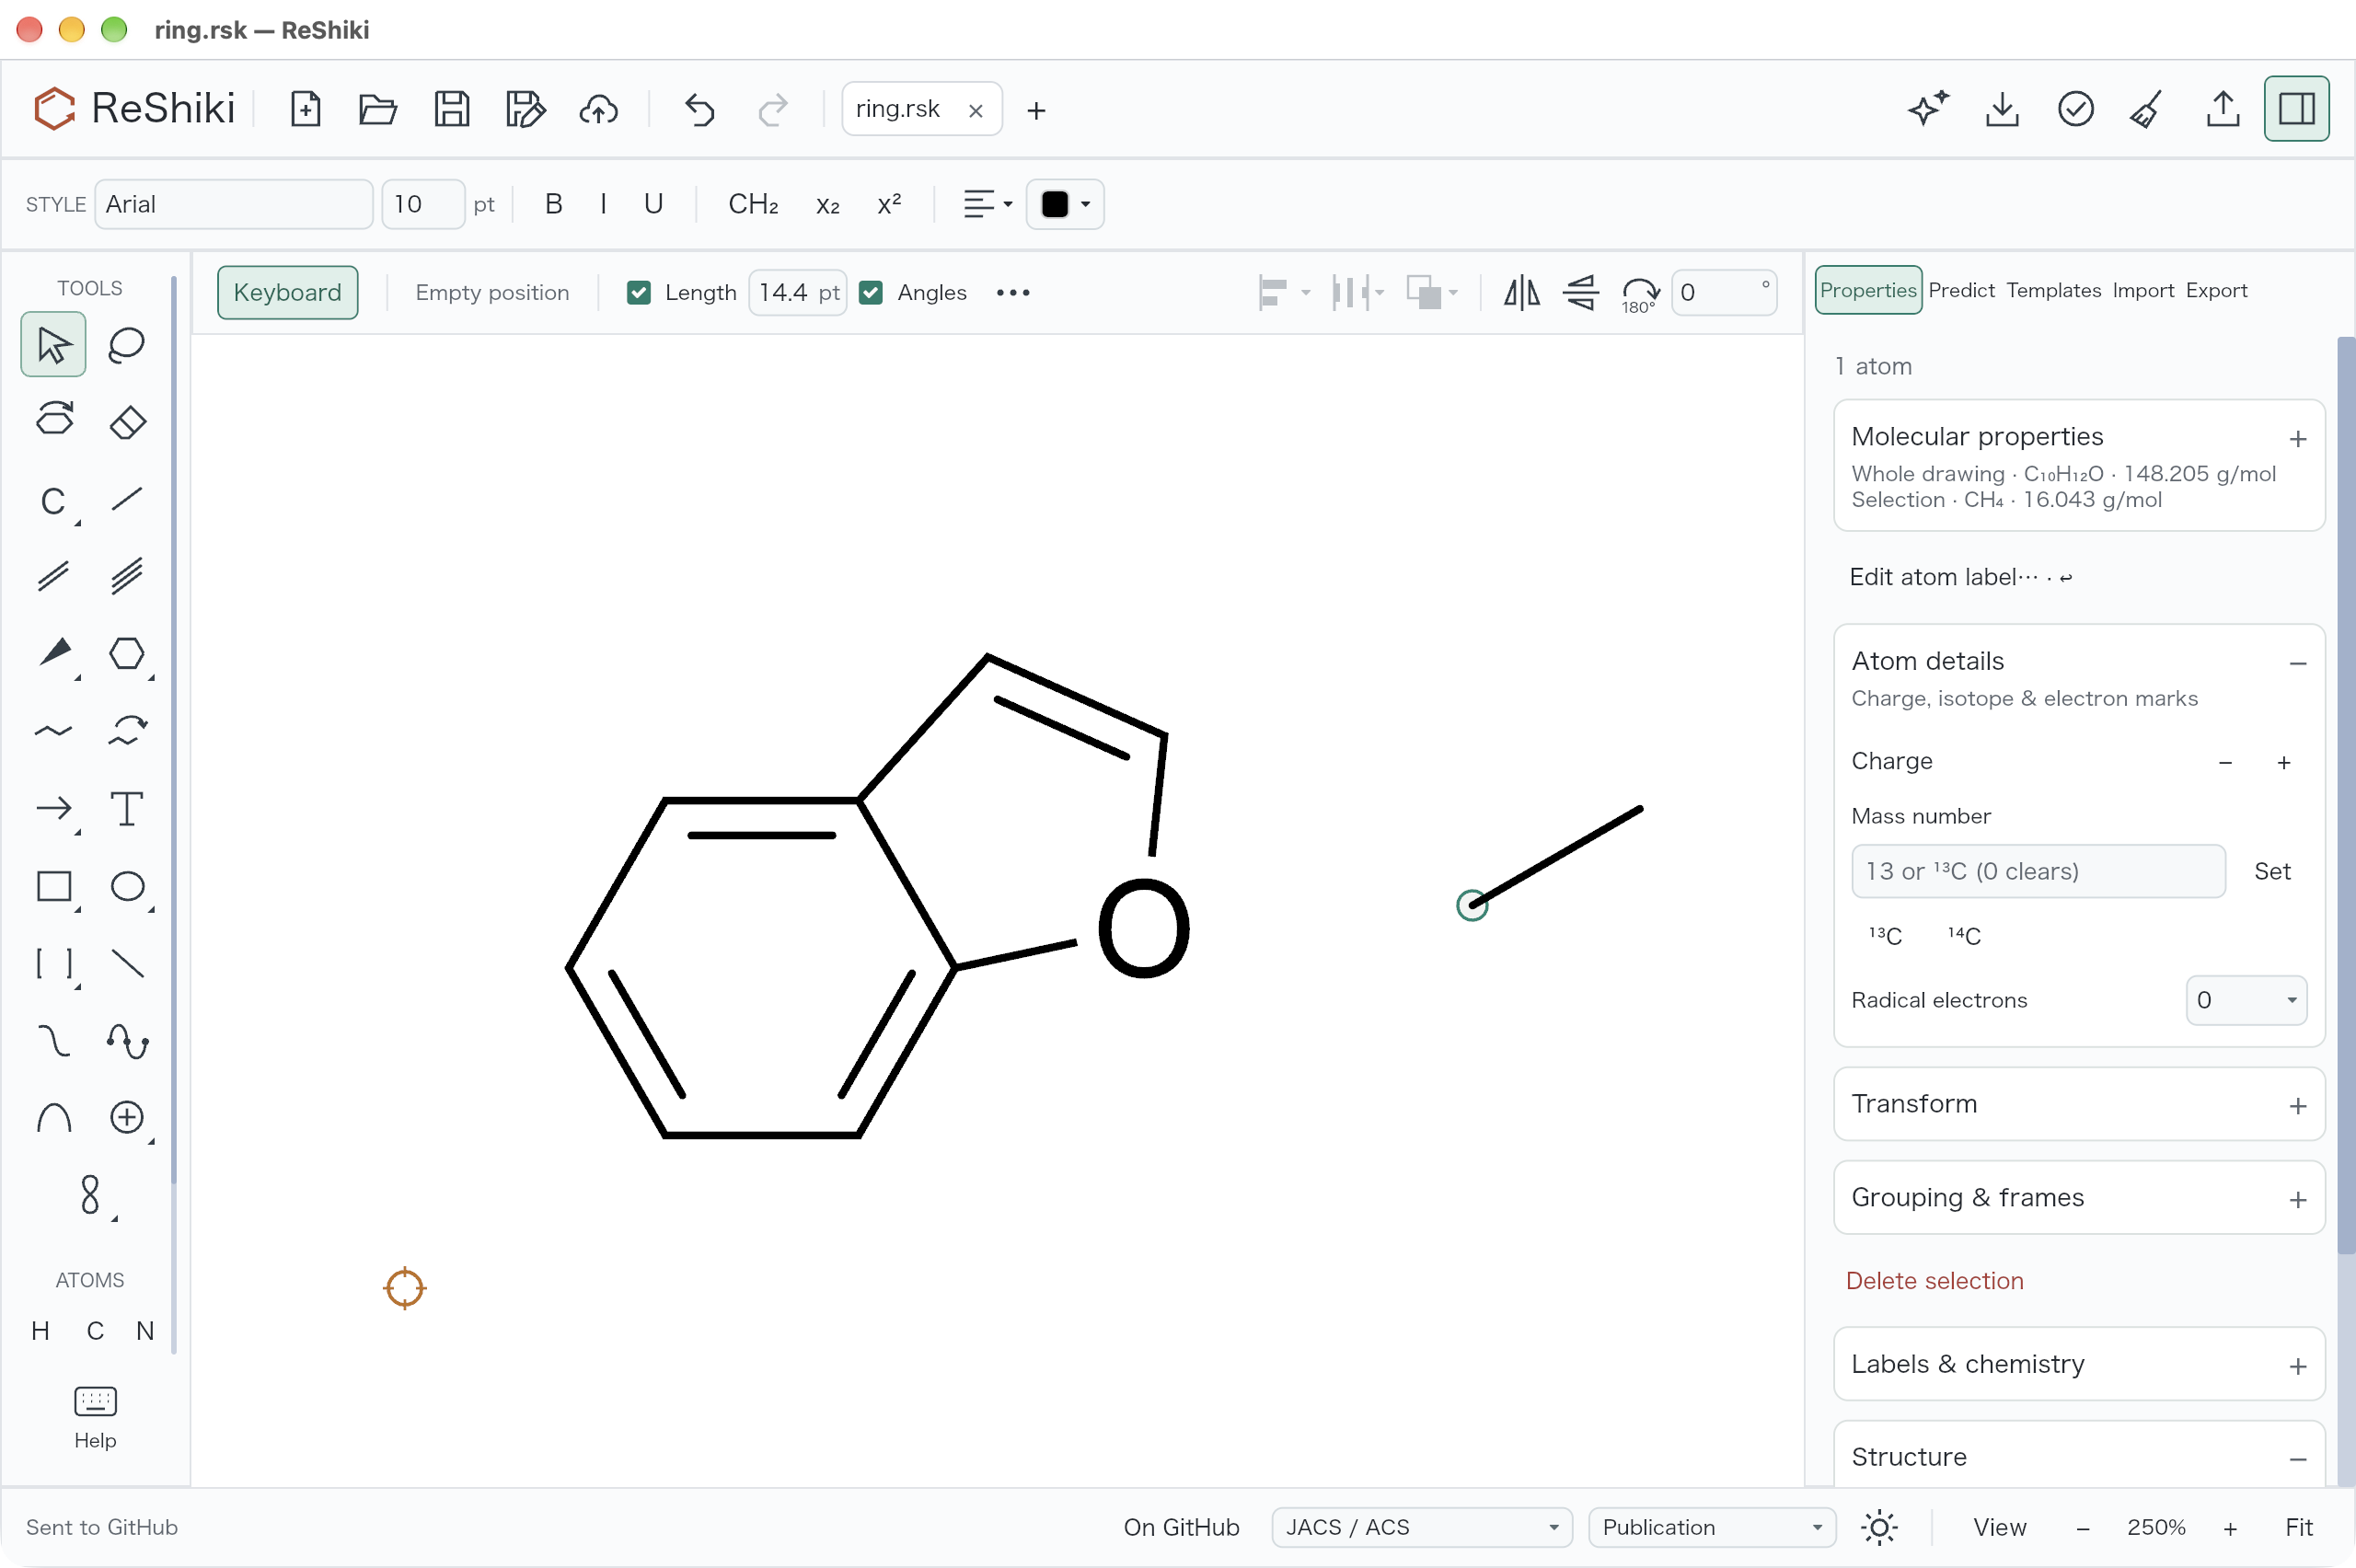 ring.rsk — ReShiki
ReShiki
ring.rsk × +
STYLE Arial 10 pt B I U CH₂ x₂ x²
TOOLS
Keyboard Empty position Length 14.4 pt Angles
180° 0 °
Properties Predict Templates Import Export
1 atom
Molecular properties +
Whole drawing · C₁₀H₁₂O · 148.205 g/mol
Selection · CH₄ · 16.043 g/mol
Edit atom label··· · ↩
Atom details −
Charge, isotope & electron marks
Charge − +
Mass number
13 or ¹³C (0 clears) Set
¹³C ¹⁴C
Radical electrons 0
Transform +
Grouping & frames +
Delete selection
Labels & chemistry +
Structure −
C
T
[ ]
O
ATOMS
H C N
Help
Sent to GitHub
On GitHub JACS / ACS Publication View − 250% + Fit